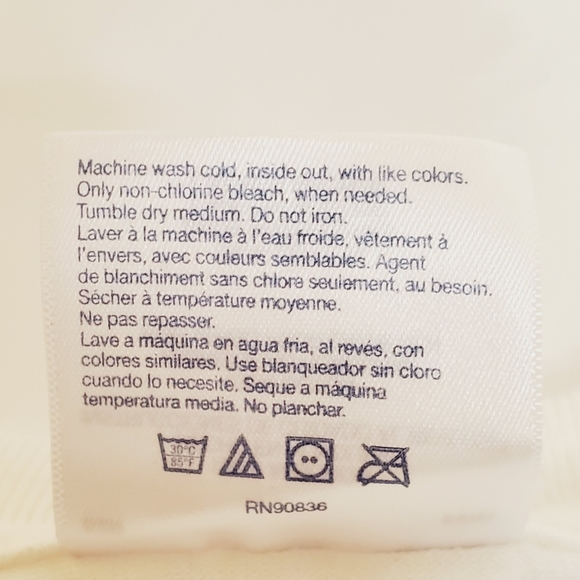 Machine wash cold, inside out, with like colors.
Only non-chlorine bleach, when needed.
Tumble dry medium. Do not iron.
Laver à la machine à l'eau froide, vêtement à
l'envers, avec couleurs semblables. Agent
de blanchiment sans chlore seulement, au besoin.
Sécher à température moyenne.
Ne pas repasser.
Lave a máquina en agua fria, al revés, con
colores similares. Use blanqueador sin cloro
cuando lo necesite. Seque a máquina
temperatura media. No planchar.
30°C
85°F
RN90836